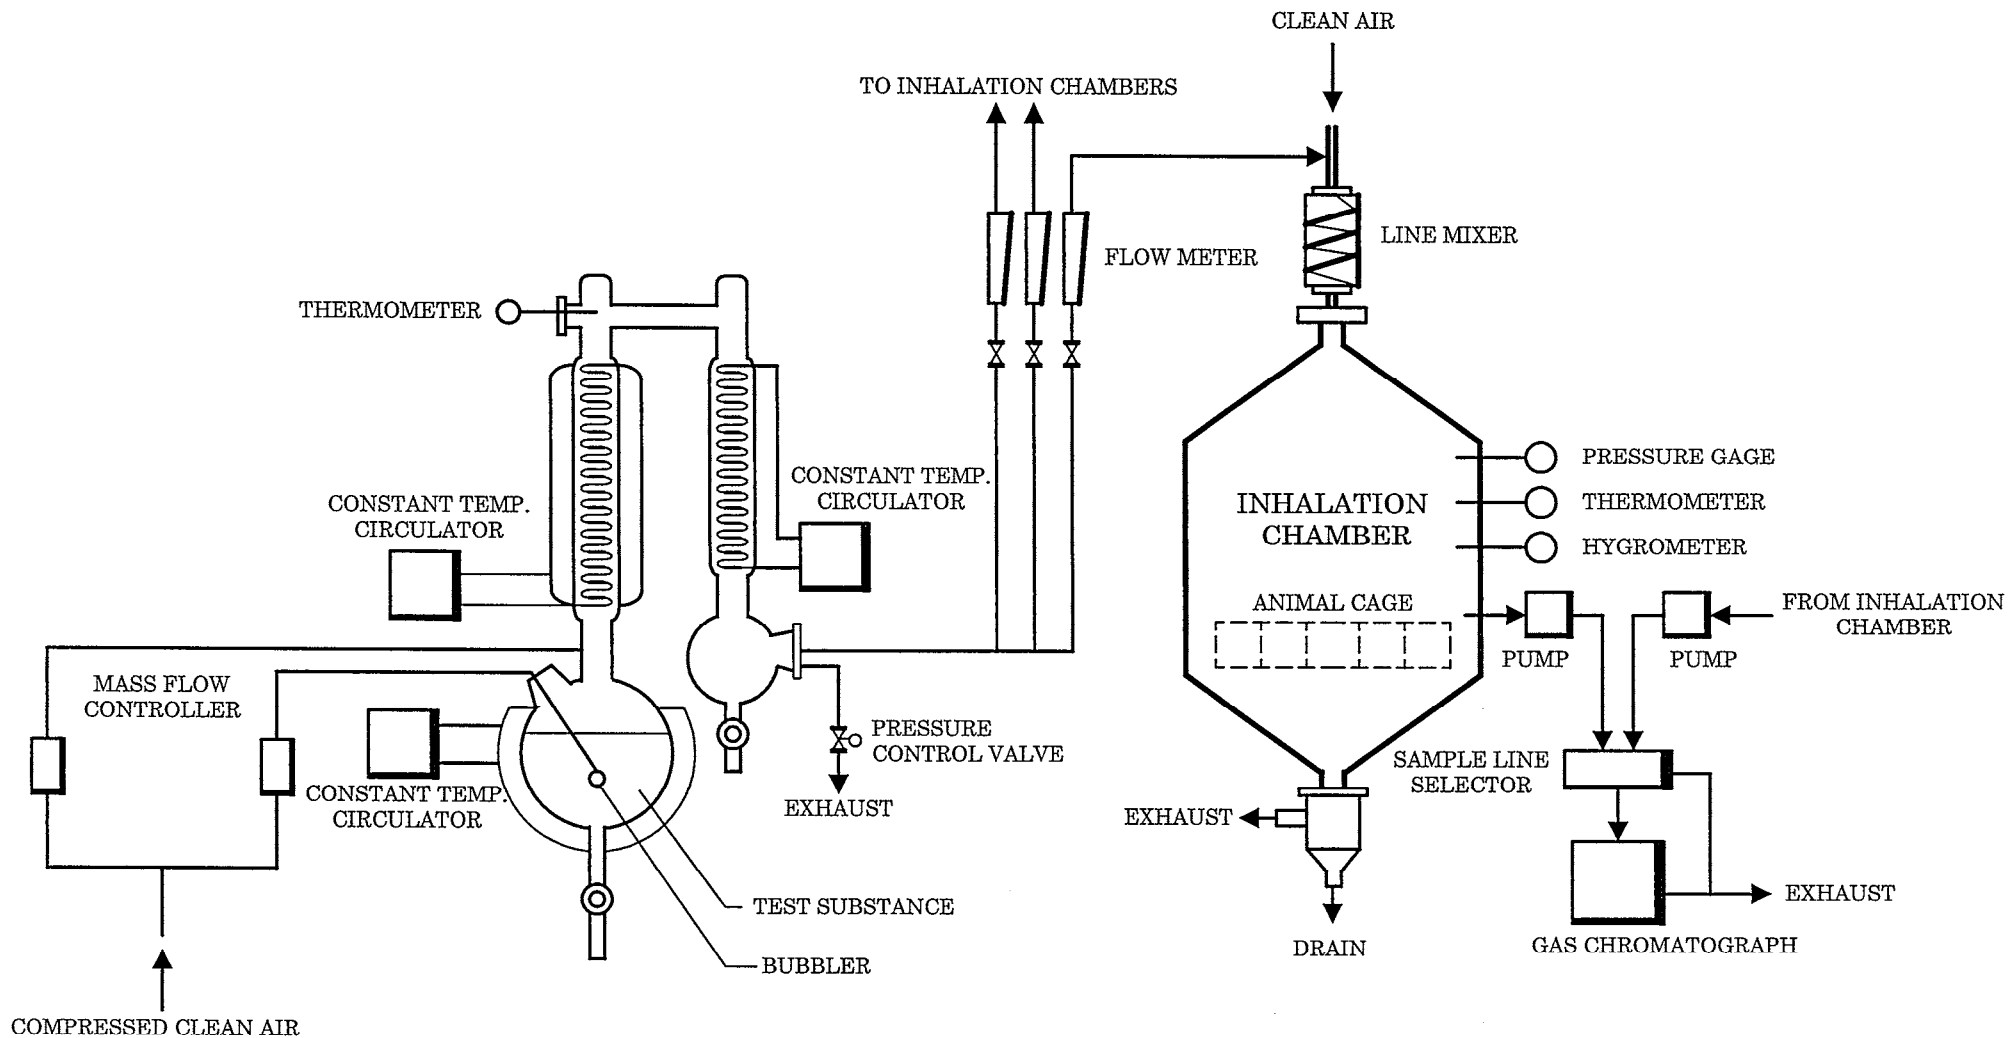 CLEAN AIR
TO INHALATION CHAMBERS
LINE MIXER
FLOW METER
THERMOMETER
PRESSURE GAGE
CONSTANT TEMP.
CIRCULATOR
CONSTANT TEMP.
CIRCULATOR
INHALATION
CHAMBER
THERMOMETER
HYGROMETER
ANIMAL CAGE
FROM INHALATION
CHAMBER
PUMP
PUMP
MASS FLOW
CONTROLLER
PRESSURE
CONTROL VALVE
SAMPLE LINE
SELECTOR
CONSTANT TEMP.
CIRCULATOR
EXHAUST
EXHAUST
EXHAUST
TEST SUBSTANCE
DRAIN
GAS CHROMATOGRAPH
BUBBLER
COMPRESSED CLEAN AIR